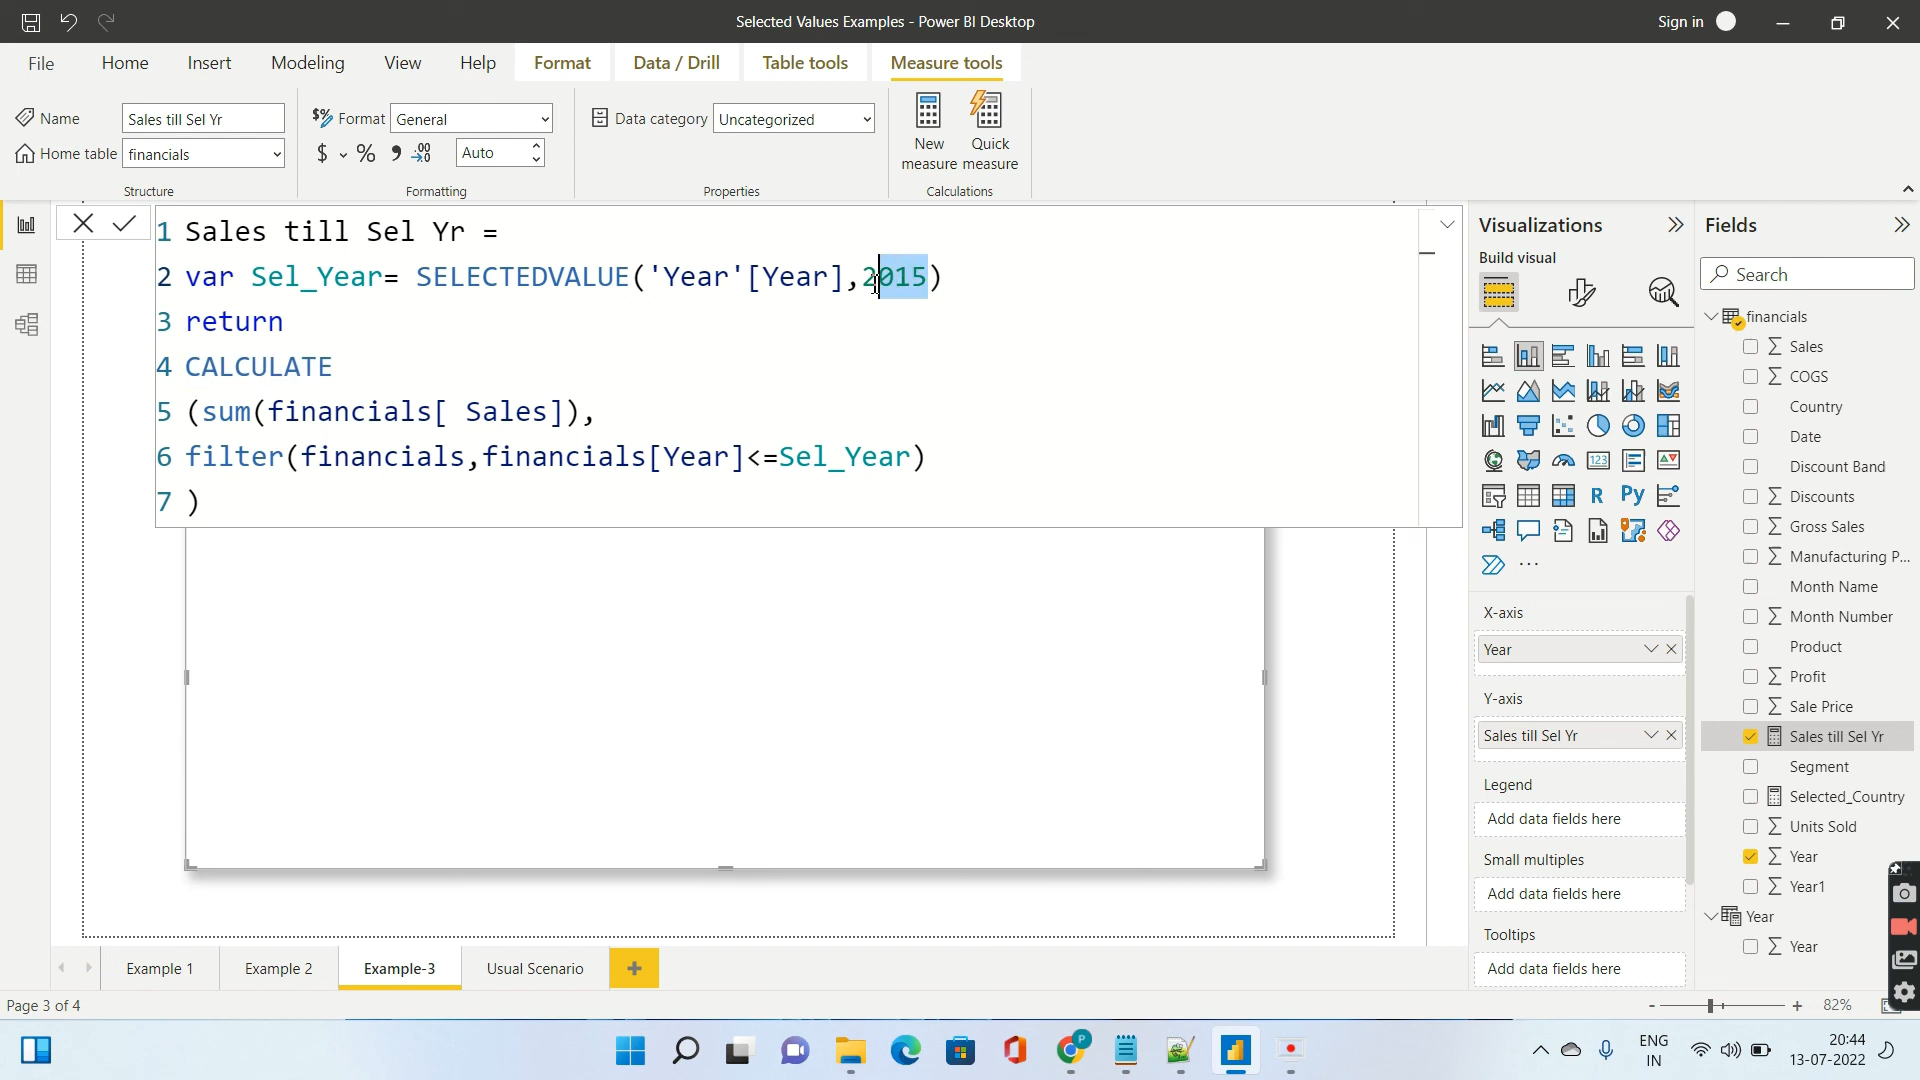 Selected Values Examples - Power BI Desktop
Sign in
File Home Insert Modeling View Help Format Data / Drill Table tools Measure tools
Name Sales till Sel Yr
Home table financials
Structure
$% Format General
$ % , .00 Auto
Formatting
Data category Uncategorized
Properties
New measure
Quick measure
Calculations
1 Sales till Sel Yr =
2 var Sel_Year= SELECTEDVALUE('Year'[Year],2015)
3 return
4 CALCULATE
5 (sum(financials[ Sales]),
6 filter(financials,financials[Year]<=Sel_Year)
7 )
Visualizations
Build visual
123
R Py
...
X-axis
Year
Y-axis
Sales till Sel Yr
Legend
Add data fields here
Small multiples
Add data fields here
Tooltips
Add data fields here
Fields
Search
financials
Sales
COGS
Country
Date
Discount Band
Discounts
Gross Sales
Manufacturing P...
Month Name
Month Number
Product
Profit
Sale Price
Sales till Sel Yr
Segment
Selected_Country
Units Sold
Year
Year1
Year
Year
Example 1 Example 2 Example-3 Usual Scenario +
Page 3 of 4
- + 82%
P
ENG
IN
20:44
13-07-2022